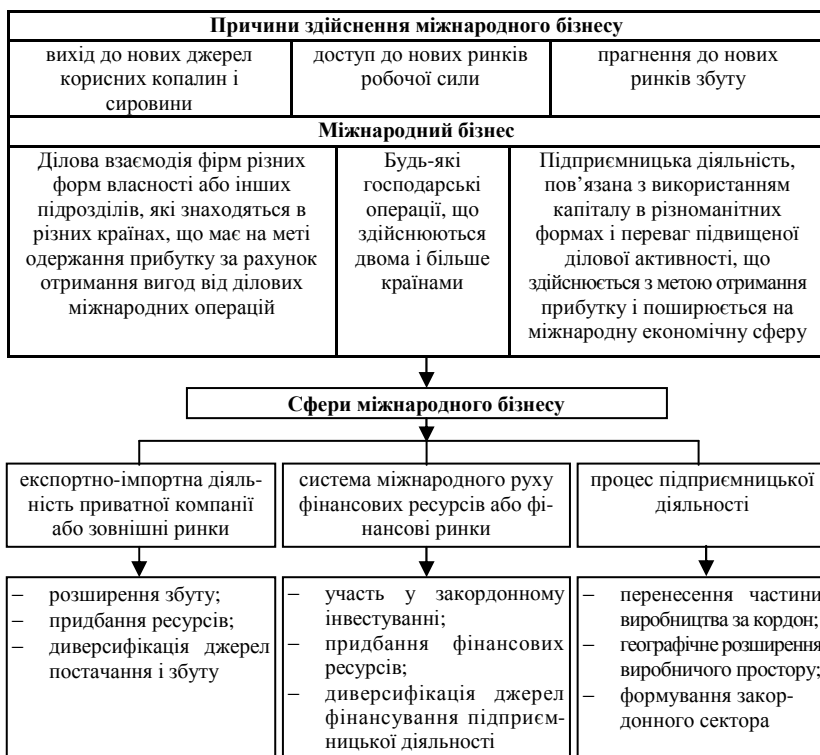 Причини здійснення міжнародного бізнесу
вихід до нових джерел
корисних копалин і
сировини
доступ до нових ринків
робочої сили
прагнення до нових
ринків збуту
Міжнародний бізнес
Ділова взаємодія фірм різних
форм власності або інших
підрозділів, які знаходяться в
різних країнах, що має на меті
одержання прибутку за рахунок
отримання вигод від ділових
міжнародних операцій
Будь-які
господарські
операції, що
здійснюються
двома і більше
країнами
Підприємницька діяльність,
пов’язана з використанням
капіталу в різноманітних
формах і переваг підвищеної
ділової активності, що
здійснюється з метою отримання
прибутку і поширюється на
міжнародну економічну сферу
Сфери міжнародного бізнесу
експортно-імпортна діяль-
ність приватної компанії
або зовнішні ринки
система міжнародного руху
фінансових ресурсів або фі-
нансові ринки
процес підприємницької
діяльності
– розширення збуту;
– придбання ресурсів;
– диверсифікація джерел
постачання і збуту
– участь у закордонному
інвестуванні;
– придбання фінансових
ресурсів;
– диверсифікація джерел
фінансування підприєм-
ницької діяльності
– перенесення частини
виробництва за кордон;
– географічне розширення
виробничого простору;
– формування закор-
донного сектора